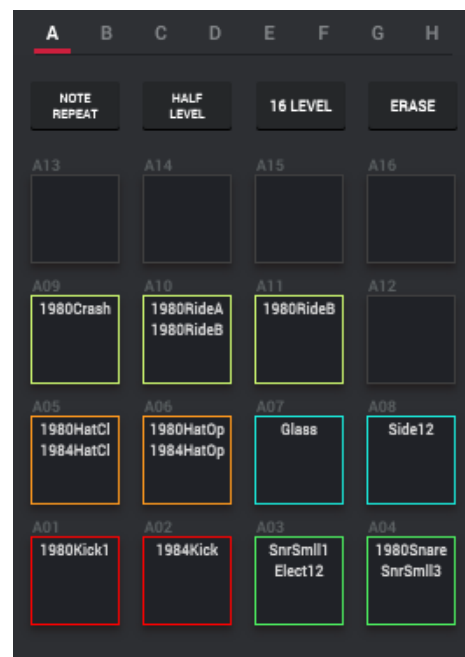 A B C D E F G H
NOTE REPEAT
HALF LEVEL
16 LEVEL
ERASE
A13 A14 A15 A16
A09 A10 A11 A12
1980Crash 1980RideA 1980RideB
1980RideB
A05 A06 A07 A08
1980HatCl 1980HatOp Glass Side12
1984HatCl 1984HatOp
A01 A02 A03 A04
1980Kick1 1984Kick SnrSmll1 1980Snare
Elect12 SnrSmll3